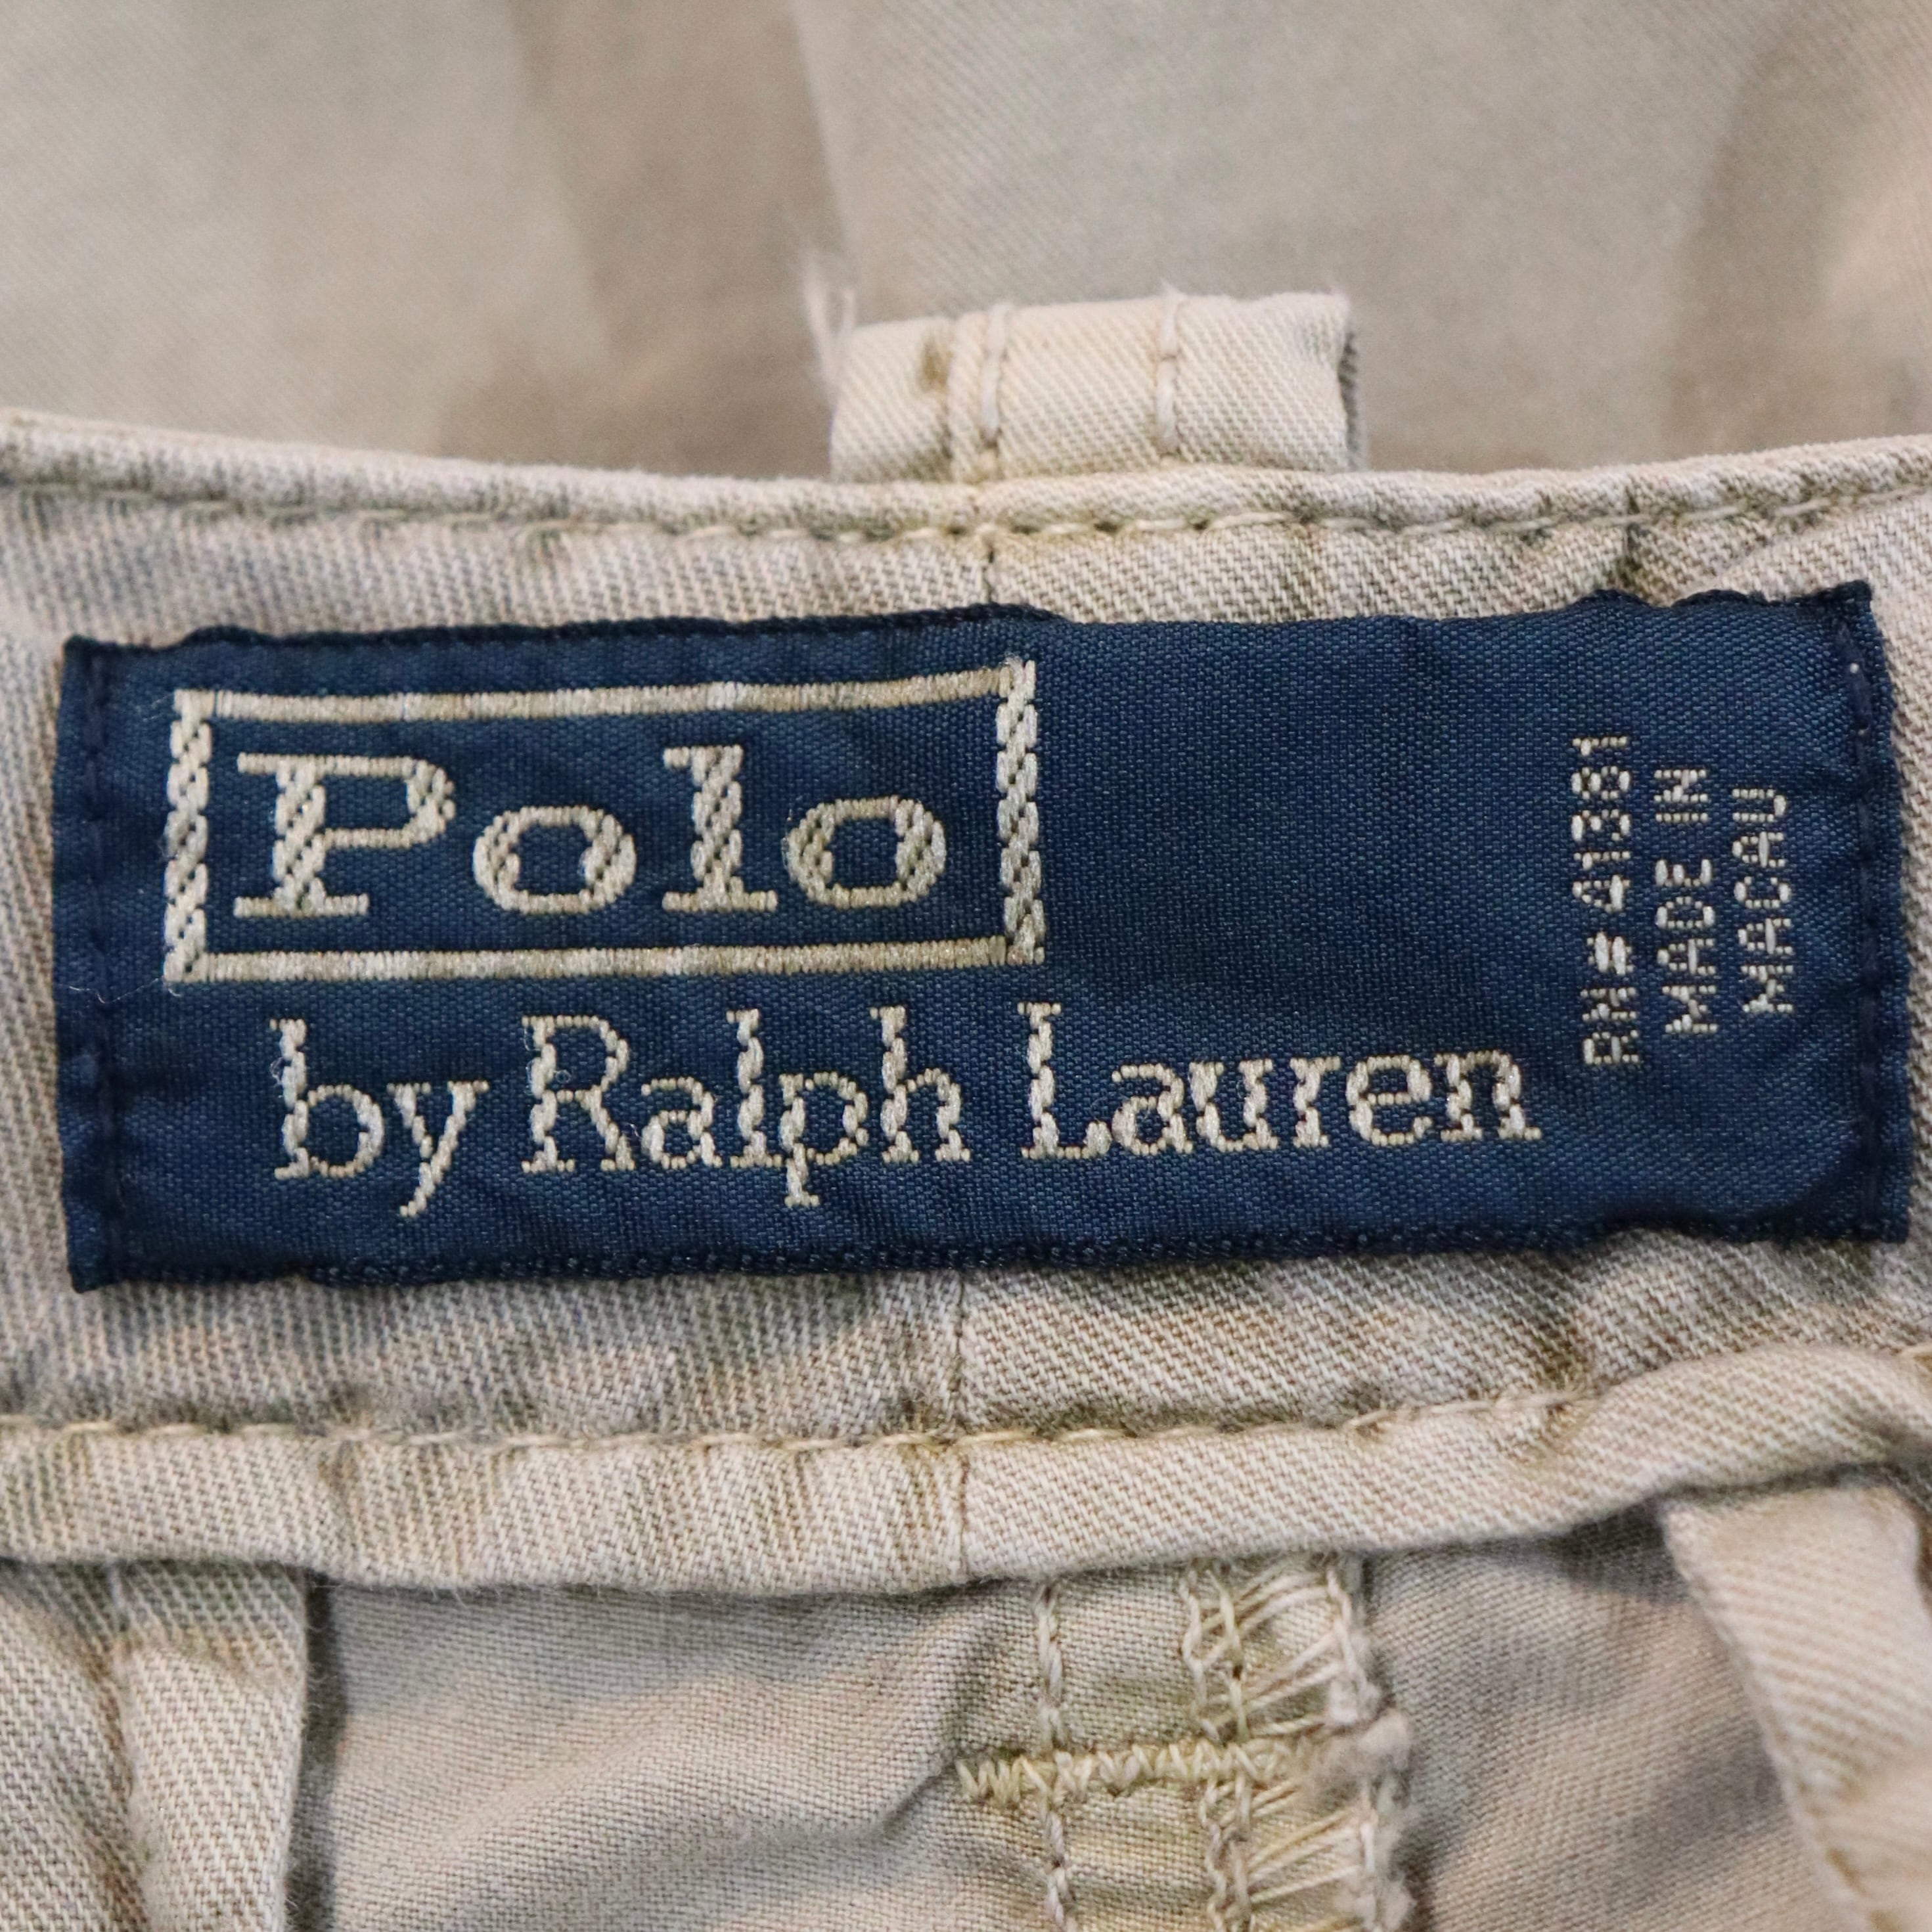 Polo
by Ralph Lauren
RN# 41381
MADE IN
MACAU